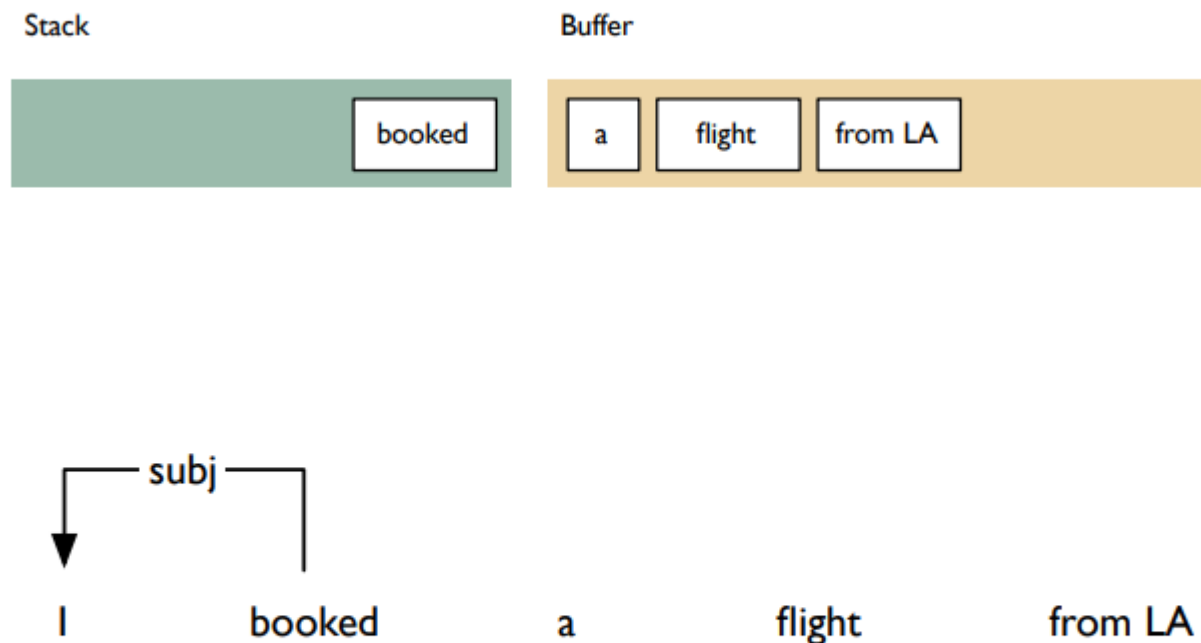 Stack Buffer
booked a flight from LA
subj
I booked a flight from LA